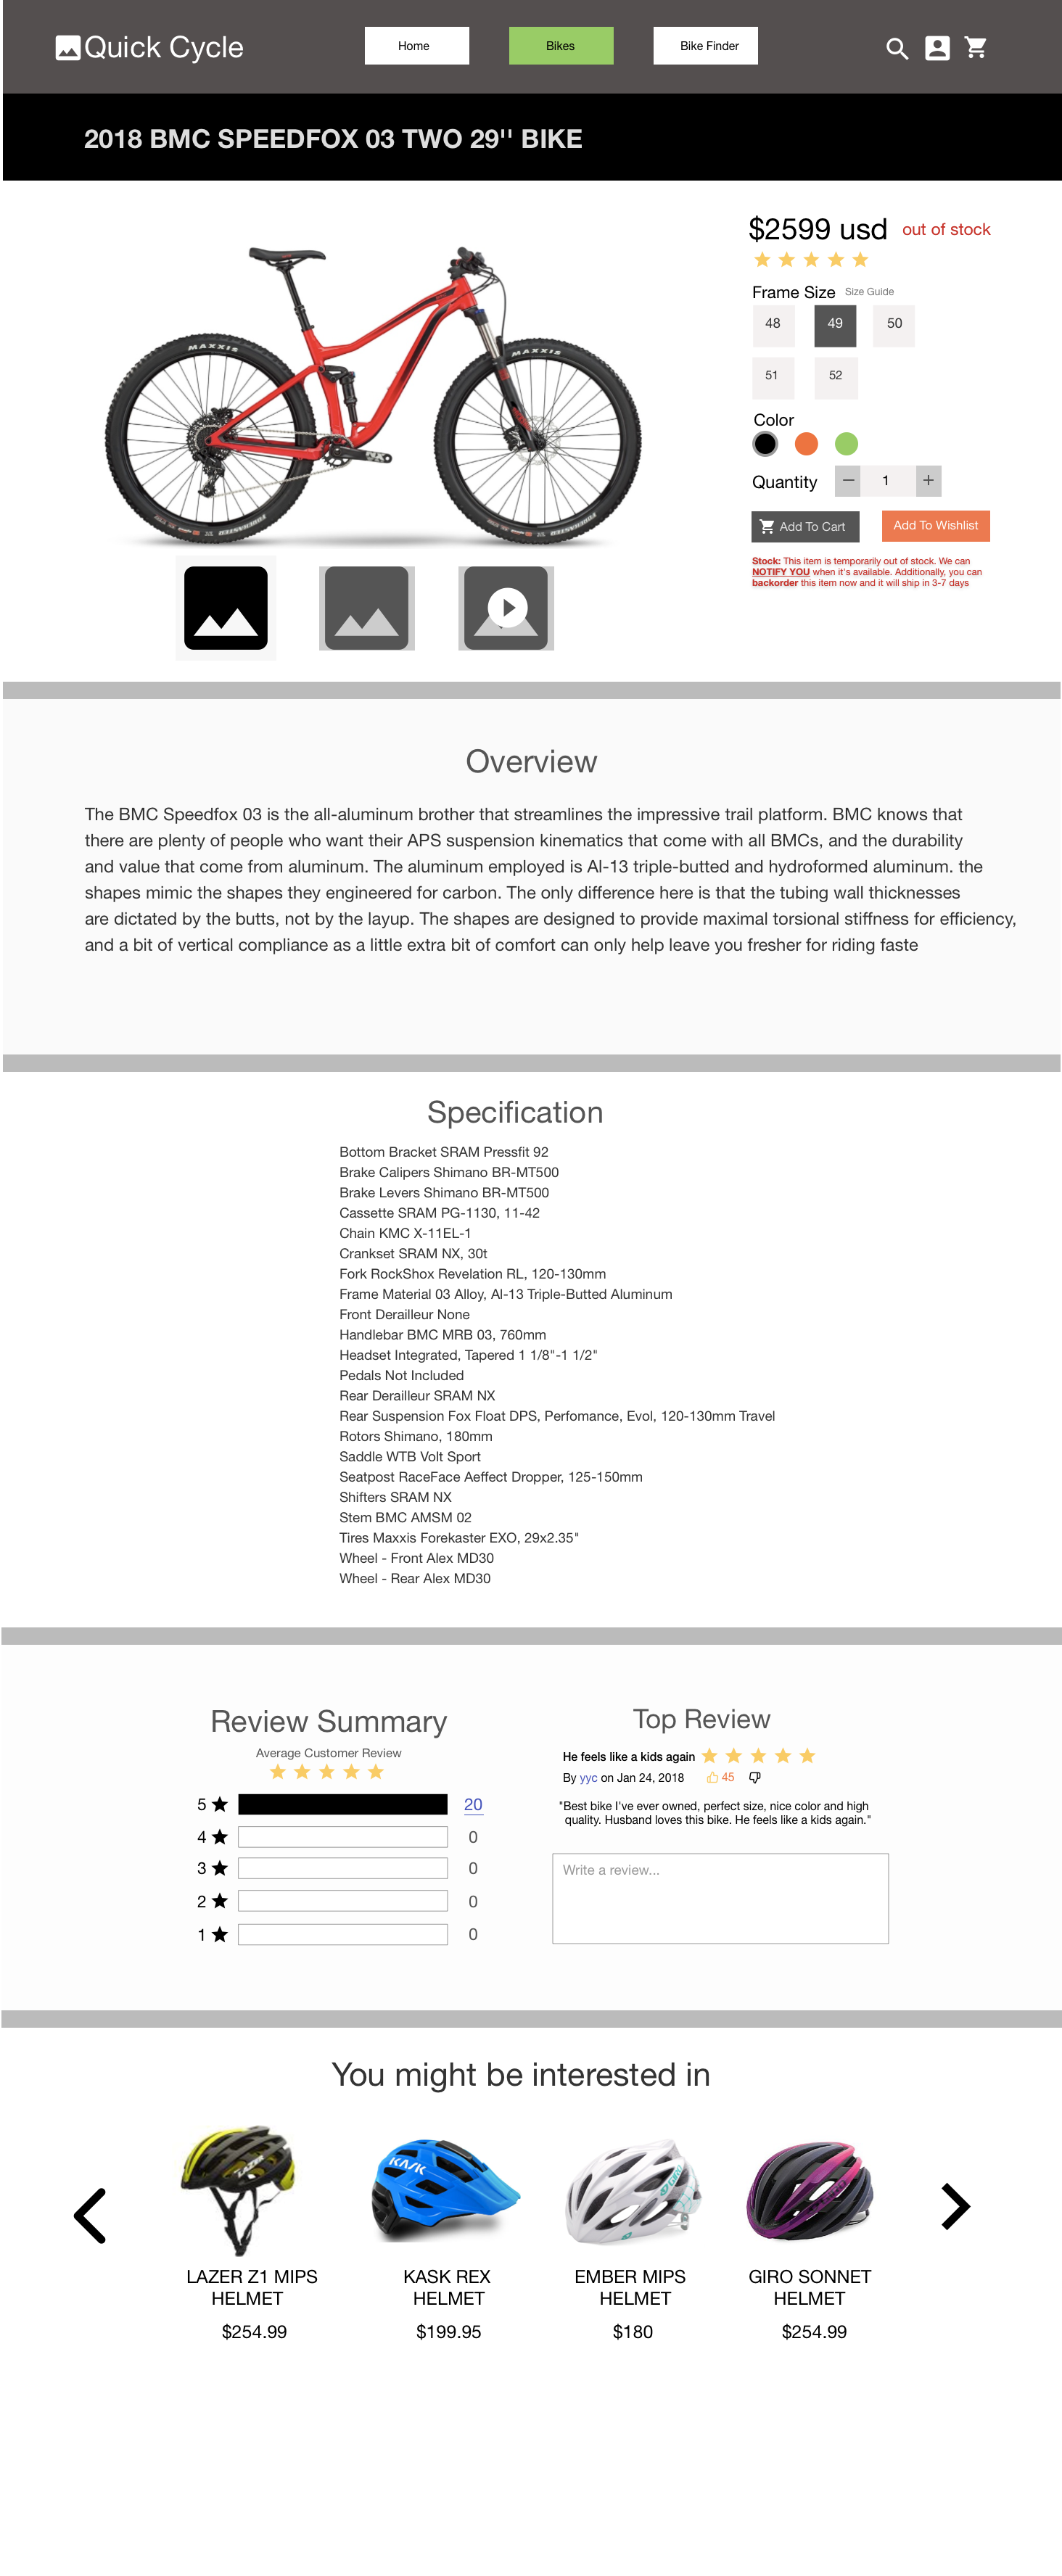 Quick Cycle
Home
Bikes
Bike Finder
2018 BMC SPEEDFOX 03 TWO 29'' BIKE
$2599 usd
out of stock
Frame Size
Size Guide
48
49
50
51
52
Color
Quantity
1
Add To Cart
Add To Wishlist
Stock: This item is temporarily out of stock. We can
NOTIFY YOU when it's available. Additionally, you can
backorder this item now and it will ship in 3-7 days
MAXXIS
MAXXIS
FOREKASTER
FOREKASTER
Overview
The BMC Speedfox 03 is the all-aluminum brother that streamlines the impressive trail platform. BMC knows that
there are plenty of people who want their APS suspension kinematics that come with all BMCs, and the durability
and value that come from aluminum. The aluminum employed is Al-13 triple-butted and hydroformed aluminum. the
shapes mimic the shapes they engineered for carbon. The only difference here is that the tubing wall thicknesses
are dictated by the butts, not by the layup. The shapes are designed to provide maximal torsional stiffness for efficiency,
and a bit of vertical compliance as a little extra bit of comfort can only help leave you fresher for riding faste
Specification
Bottom Bracket SRAM Pressfit 92
Brake Calipers Shimano BR-MT500
Brake Levers Shimano BR-MT500
Cassette SRAM PG-1130, 11-42
Chain KMC X-11EL-1
Crankset SRAM NX, 30t
Fork RockShox Revelation RL, 120-130mm
Frame Material 03 Alloy, Al-13 Triple-Butted Aluminum
Front Derailleur None
Handlebar BMC MRB 03, 760mm
Headset Integrated, Tapered 1 1/8"-1 1/2"
Pedals Not Included
Rear Derailleur SRAM NX
Rear Suspension Fox Float DPS, Perfomance, Evol, 120-130mm Travel
Rotors Shimano, 180mm
Saddle WTB Volt Sport
Seatpost RaceFace Aeffect Dropper, 125-150mm
Shifters SRAM NX
Stem BMC AMSM 02
Tires Maxxis Forekaster EXO, 29x2.35"
Wheel - Front Alex MD30
Wheel - Rear Alex MD30
Review Summary
Average Customer Review
5
20
4
0
3
0
2
0
1
0
Top Review
He feels like a kids again
By yyc on Jan 24, 2018
45
"Best bike I've ever owned, perfect size, nice color and high
quality. Husband loves this bike. He feels like a kids again."
Write a review...
You might be interested in
LAZER
KASK
GIRO
LAZER Z1 MIPS
HELMET
$254.99
KASK REX
HELMET
$199.95
EMBER MIPS
HELMET
$180
GIRO SONNET
HELMET
$254.99